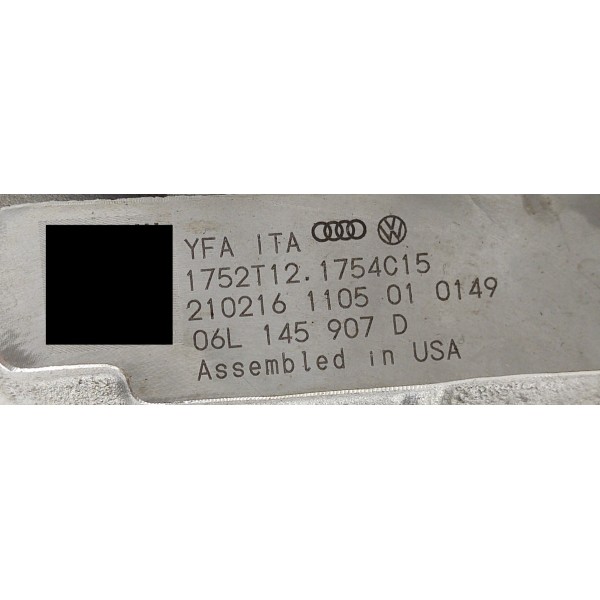 YFA ITA
1752T12.1754C15
210216 1105 01 0149
06L 145 907 D
Assembled in USA